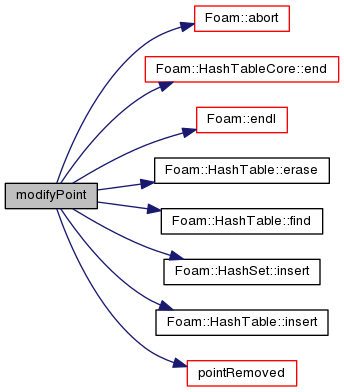 Foam::abort
Foam::HashTableCore::end
Foam::endl
Foam::HashTable::erase
modifyPoint
Foam::HashTable::find
Foam::HashSet::insert
Foam::HashTable::insert
pointRemoved